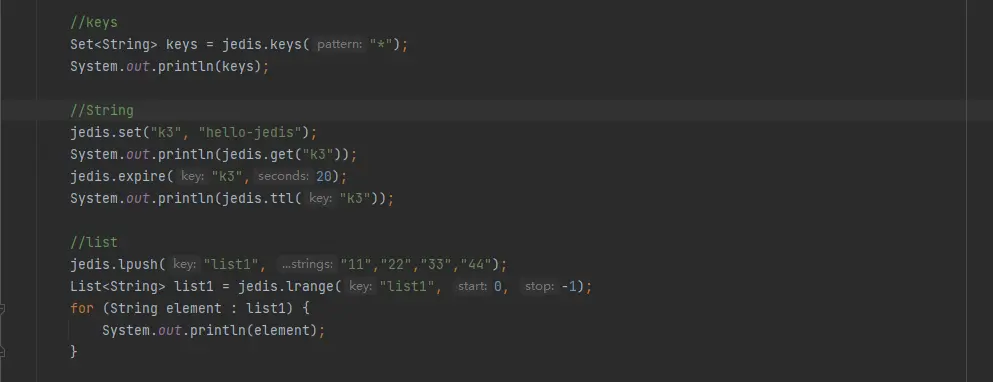 //keys
Set<String> keys = jedis.keys( pattern: "*");
System.out.println(keys);
//String
jedis.set("k3", "hello-jedis");
System.out.println(jedis.get("k3"));
jedis.expire( key: "k3", seconds: 20);
System.out.println(jedis.ttl( key: "k3"));
//list
jedis.lpush( key: "list1", ...strings: "11","22","33","44");
List<String> list1 = jedis.lrange( key: "list1", start: 0, stop: -1);
for (String element : list1) {
System.out.println(element);
}